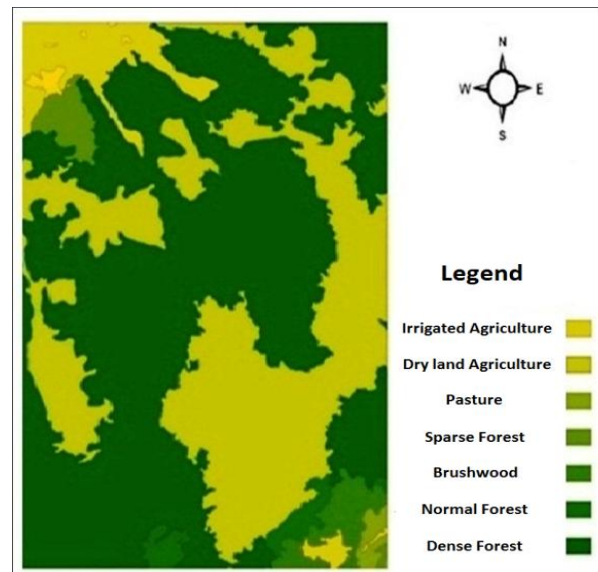 N
W E
S
Legend
Irrigated Agriculture
Dry land Agriculture
Pasture
Sparse Forest
Brushwood
Normal Forest
Dense Forest